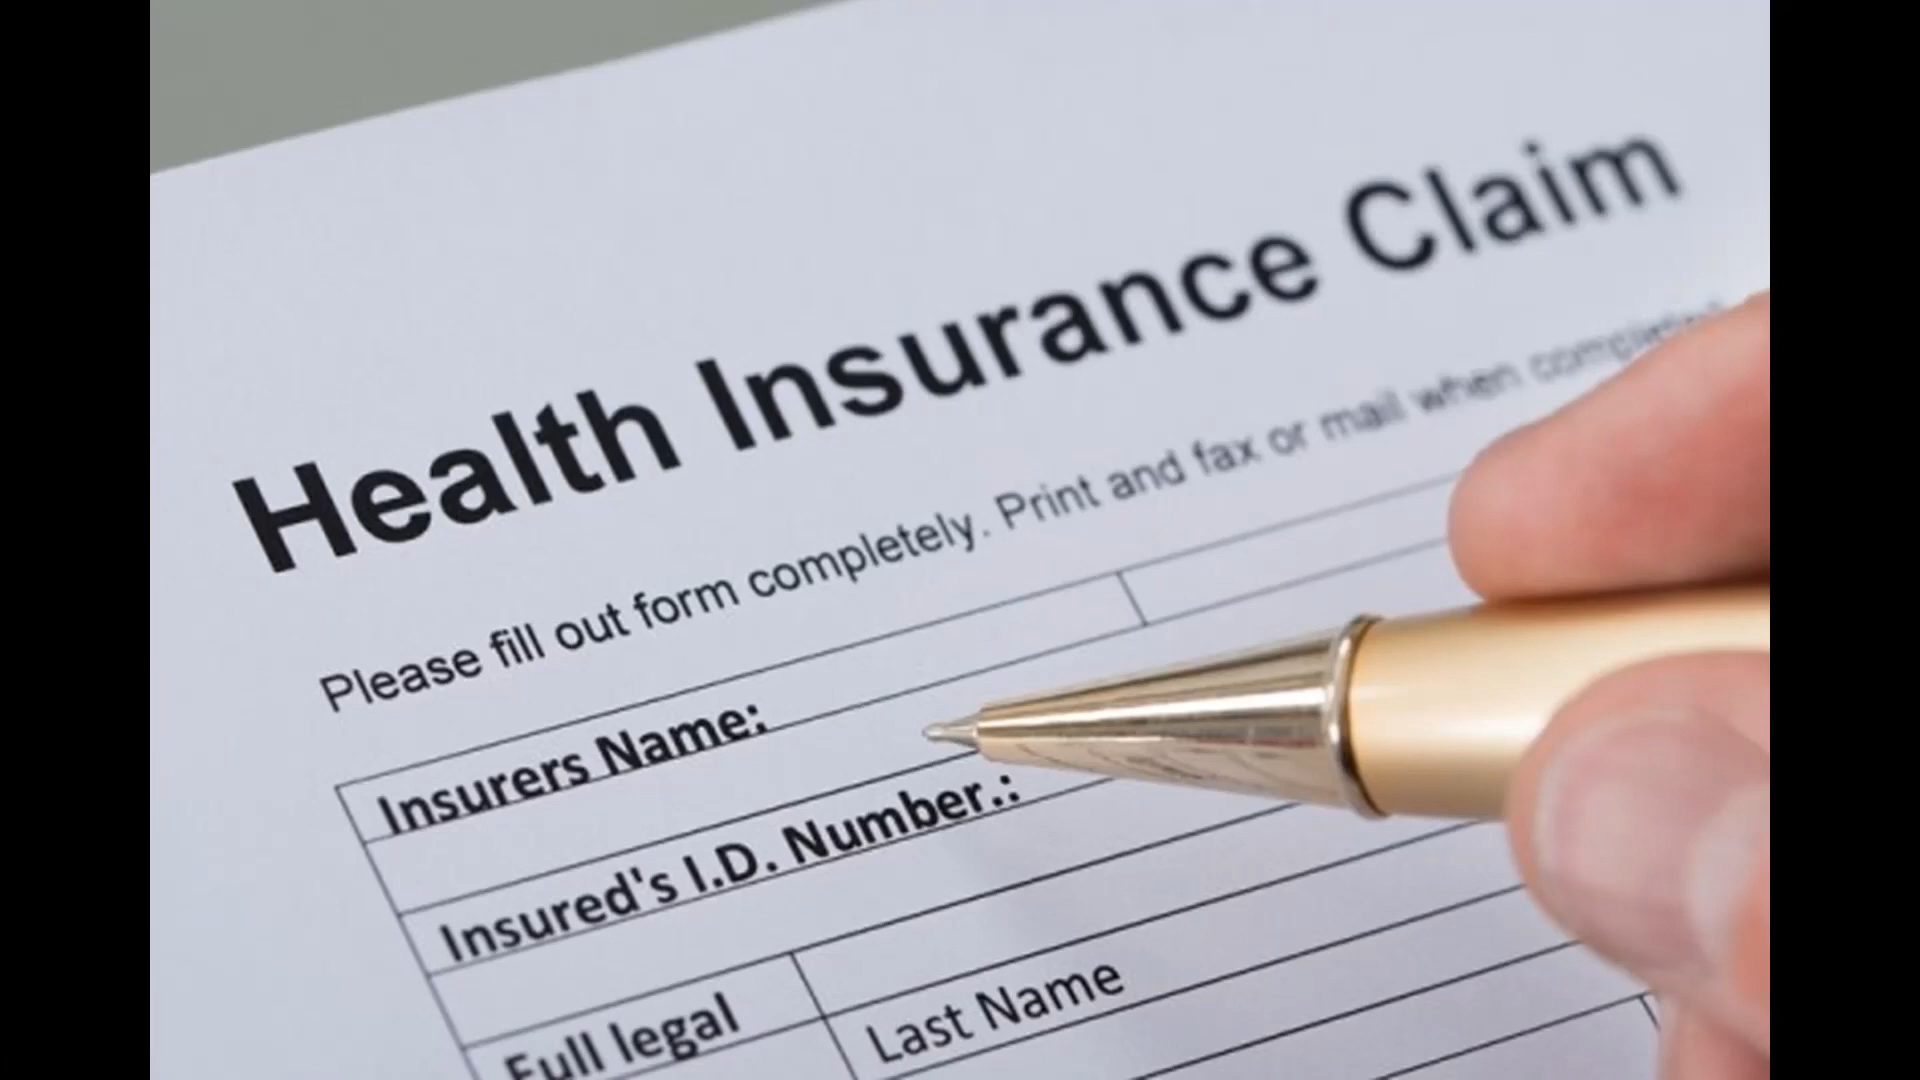 Health Insurance Claim
Please fill out form completely. Print and fax or mail when completed
Insurers Name:
Insured's I.D. Number.:
Full legal
Last Name